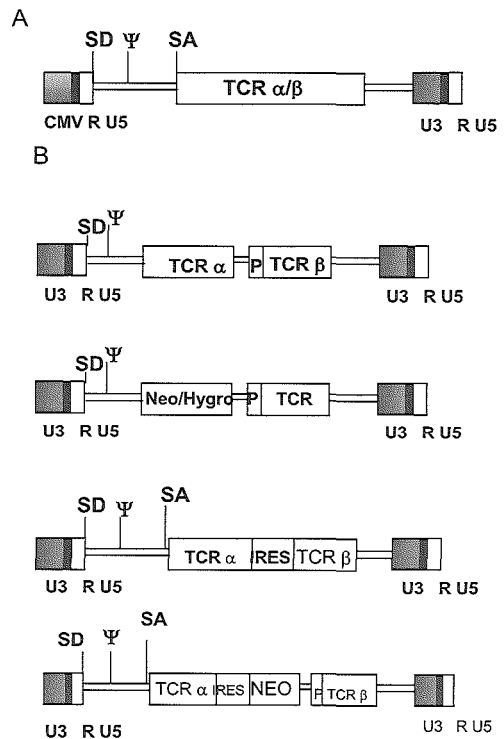 A
SD Ψ SA
TCR α/β
CMV R U5 U3 R U5
B
SD Ψ
TCR α P TCR β
U3 R U5 U3 R U5
SD Ψ
Neo/Hygro P TCR
U3 R U5 U3 R U5
SD Ψ SA
TCR α IRES TCR β
U3 R U5 U3 R U5
SD Ψ SA
TCR α IRES NEO P TCR β
U3 R U5 U3 R U5